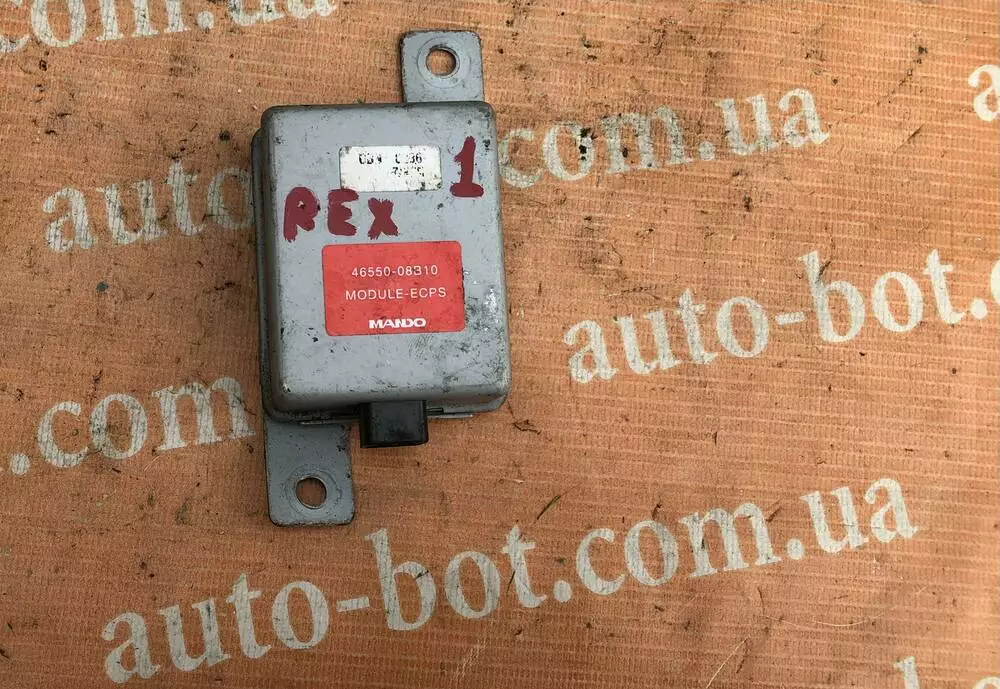 auto-bot.com.ua
1
REX
46550-08310
MODULE-ECPS
MANDO
auto-bot.com.ua
auto-bot.com.ua